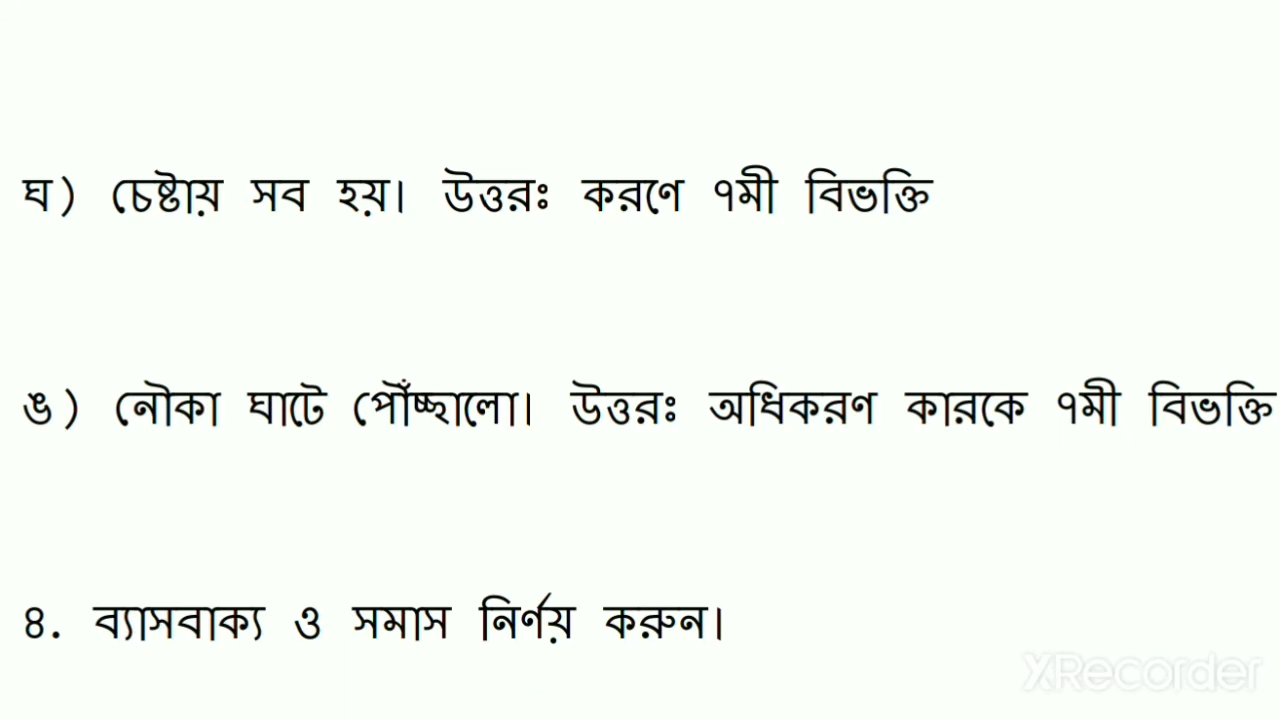 ঘ) চেষ্টায় সব হয়। উত্তরঃ করণে ৭মী বিভক্তি
ঙ) নৌকা ঘাটে পৌঁচ্ছালো। উত্তরঃ অধিকরণ কারকে ৭মী বিভক্তি
৪. ব্যাসবাক্য ও সমাস নির্ণয় করুন।
XRecorder